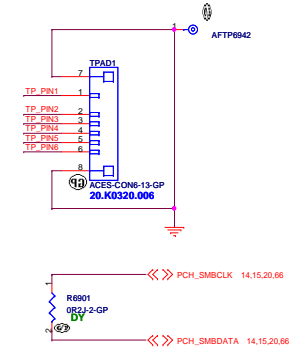 1
AFTP6942
TPAD1
7
TP_PIN1 1
TP_PIN2 2
TP_PIN3 3
TP_PIN4 4
TP_PIN5 5
TP_PIN6 6
8
ACES-CON6-13-GP
20.K0320.006
PCH_SMBCLK 14,15,20,66
1
R6901
0R2J-2-GP
DY
2
PCH_SMBDATA 14,15,20,66